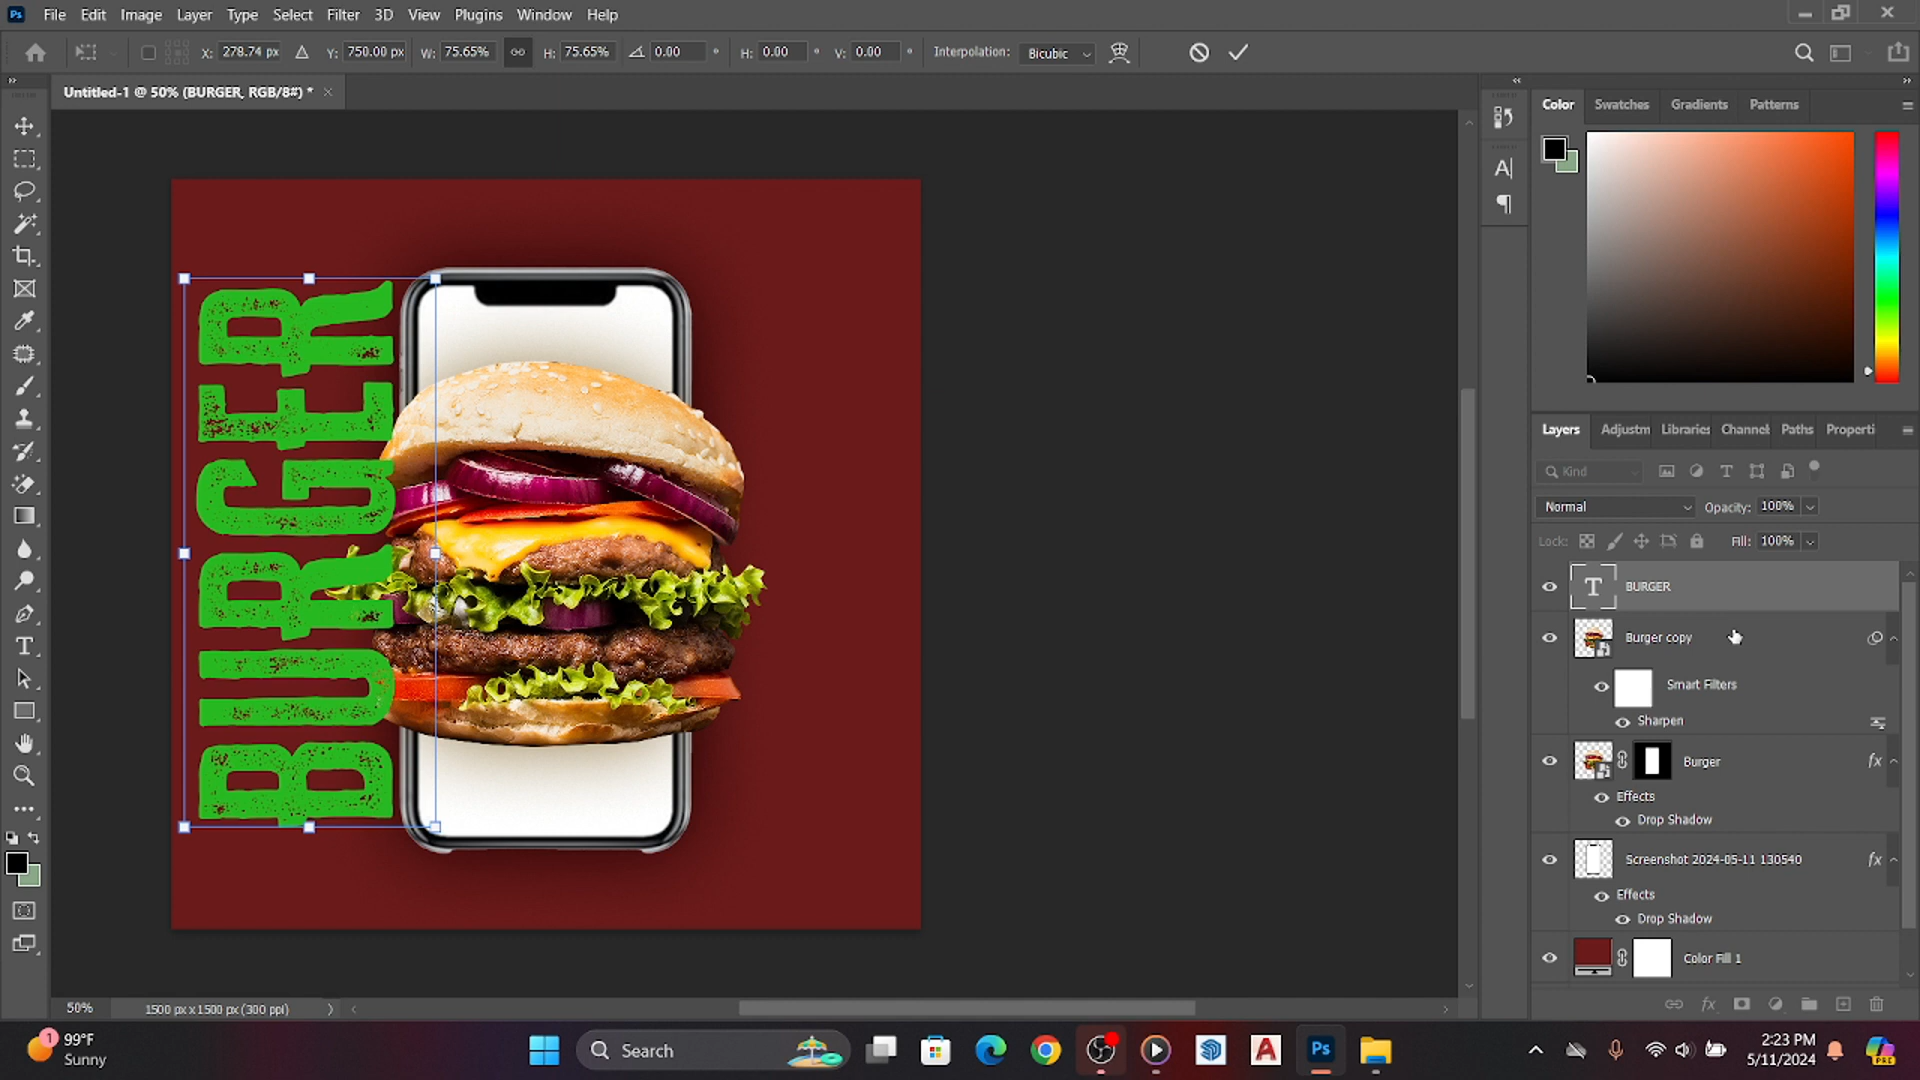 File Edit Image Layer Type Select Filter 3D View Plugins Window Help
X: 278.74 px Y: 750.00 px W: 75.65% H: 75.65% 0.00 ° H: 0.00 ° V: 0.00 ° Interpolation: Bicubic
Untitled-1 @ 50% (BURGER, RGB/8#) * ×
Color Swatches Gradients Patterns
BURGER
Layers Adjustm Libraries Channel Paths Properti
Kind
Normal Opacity: 100%
Lock: Fill: 100%
BURGER
Burger copy
Smart Filters
Sharpen
Burger fx
Effects
Drop Shadow
Screenshot 2024-05-11 130540 fx
Effects
Drop Shadow
Color Fill 1
50% 1500 px x 1500 px (300 ppi)
1 99°F
Sunny
Search
2:23 PM
5/11/2024